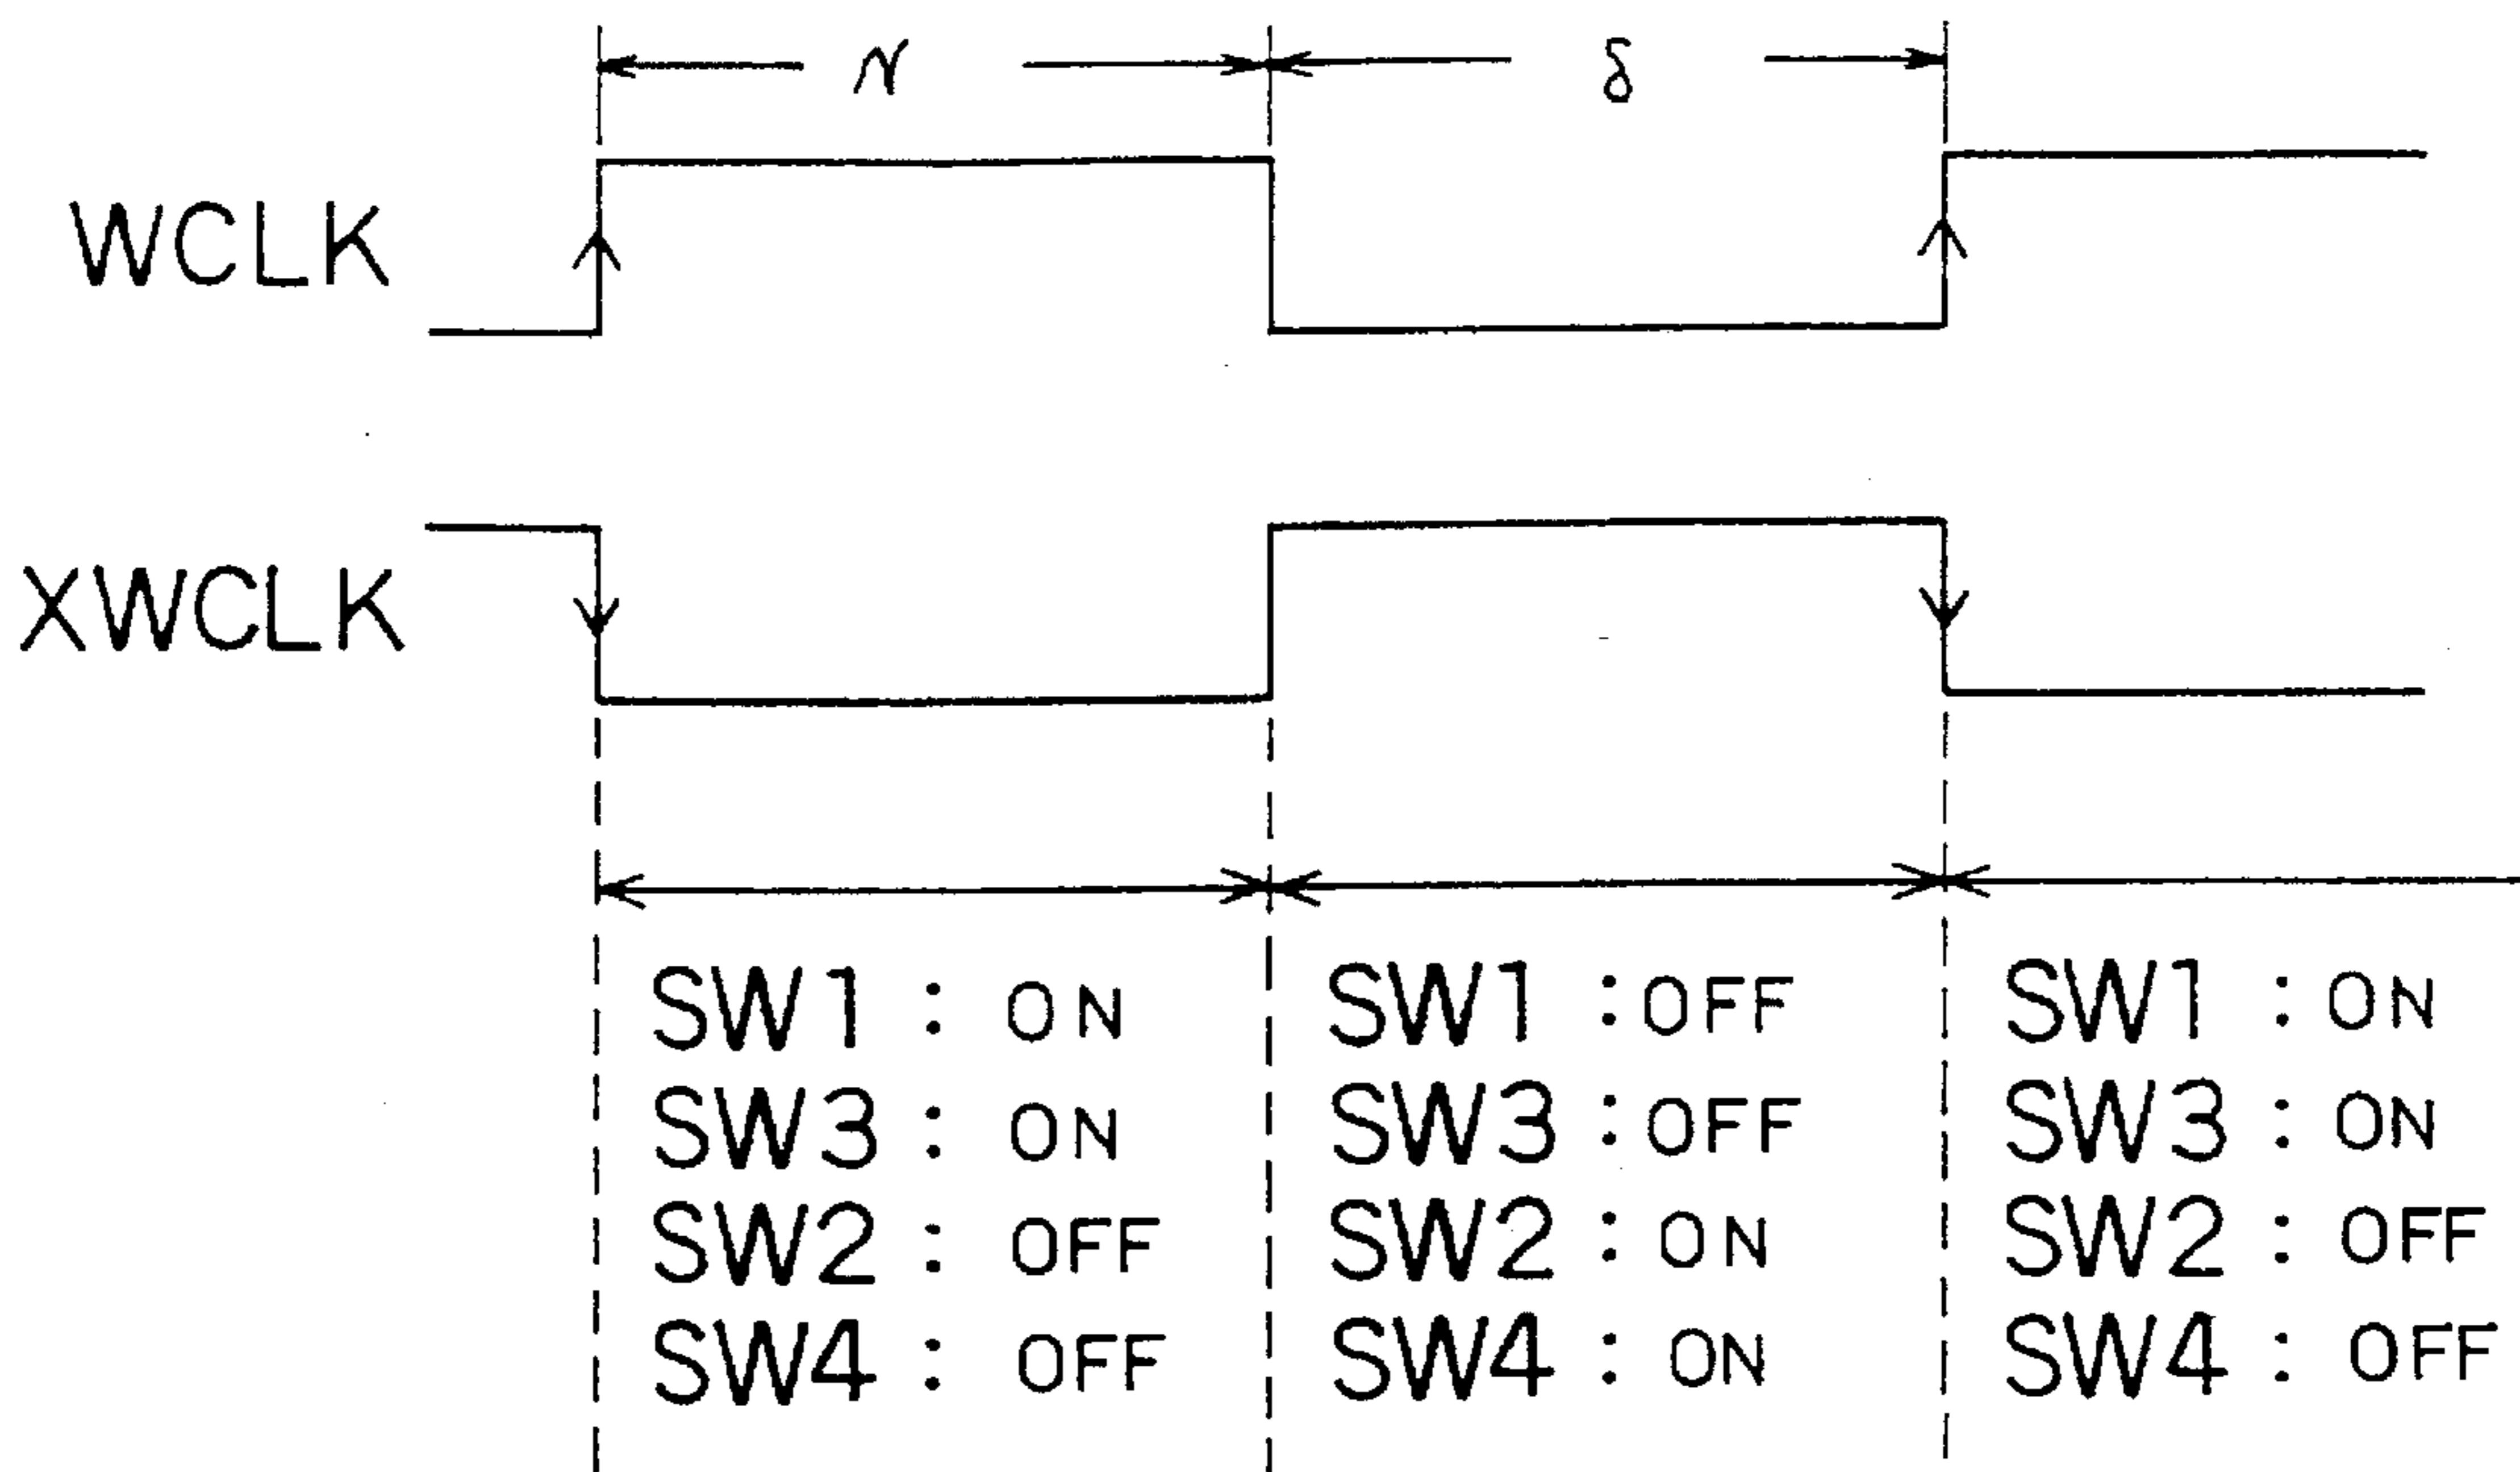 γ δ
WCLK
XWCLK
SW1 : ON SW1 : OFF SW1 : ON
SW3 : ON SW3 : OFF SW3 : ON
SW2 : OFF SW2 : ON SW2 : OFF
SW4 : OFF SW4 : ON SW4 : OFF